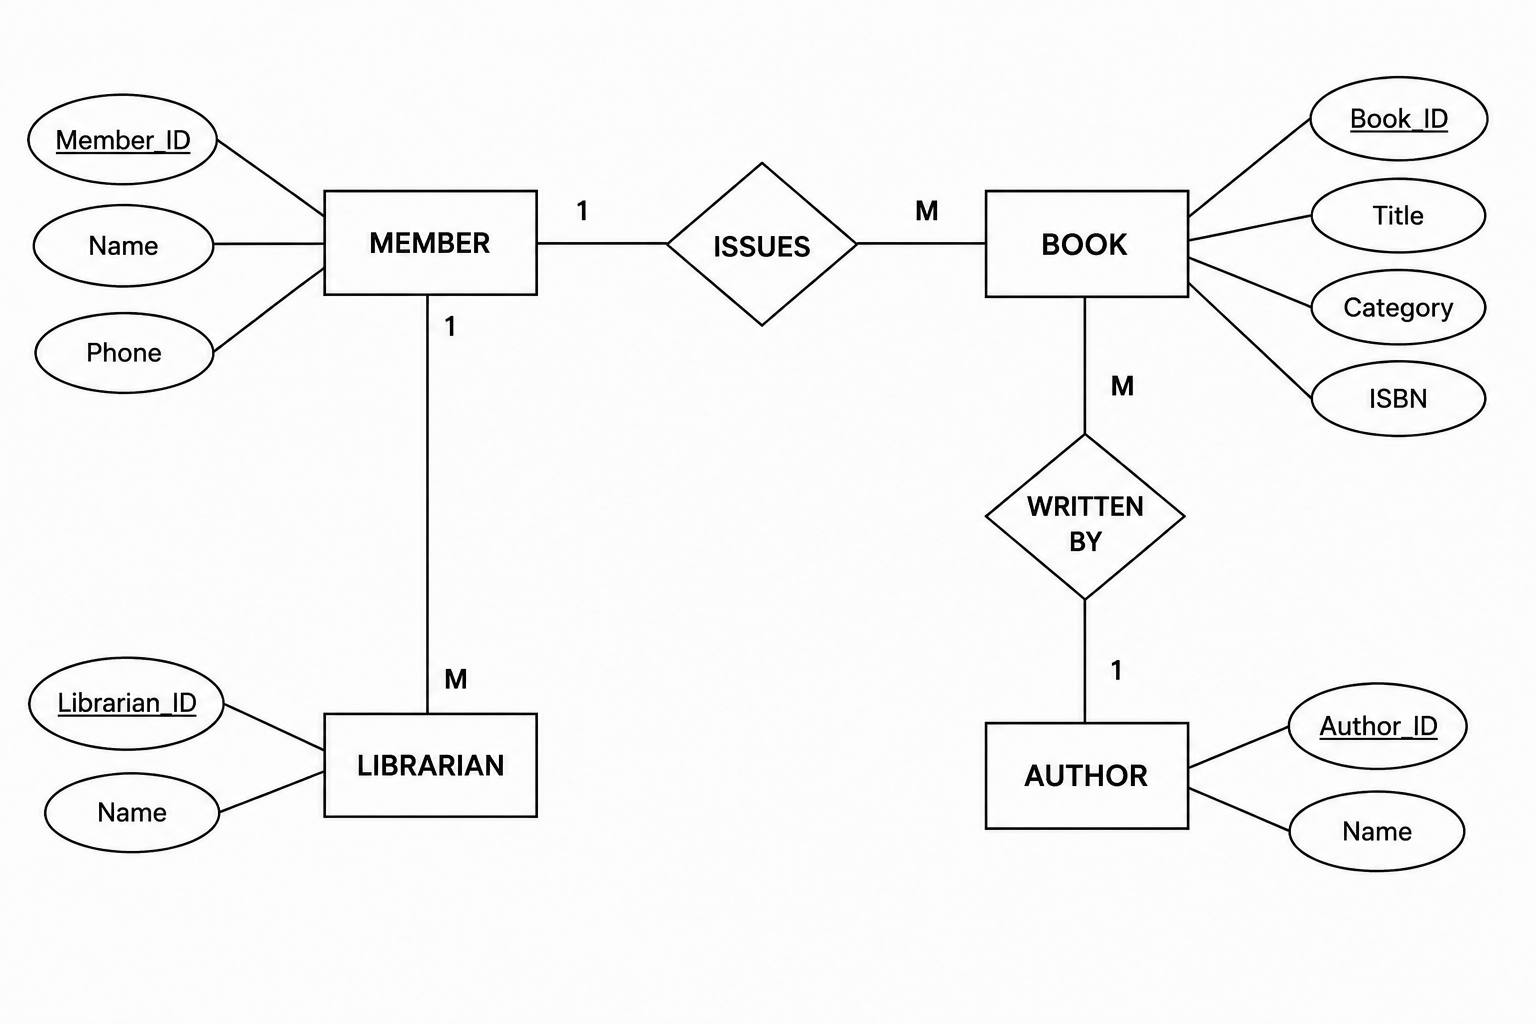 Member_ID
Name
Phone
MEMBER
1
ISSUES
M
BOOK
Book_ID
Title
Category
ISBN
1
M
WRITTEN
BY
M
1
Librarian_ID
Name
LIBRARIAN
AUTHOR
Author_ID
Name